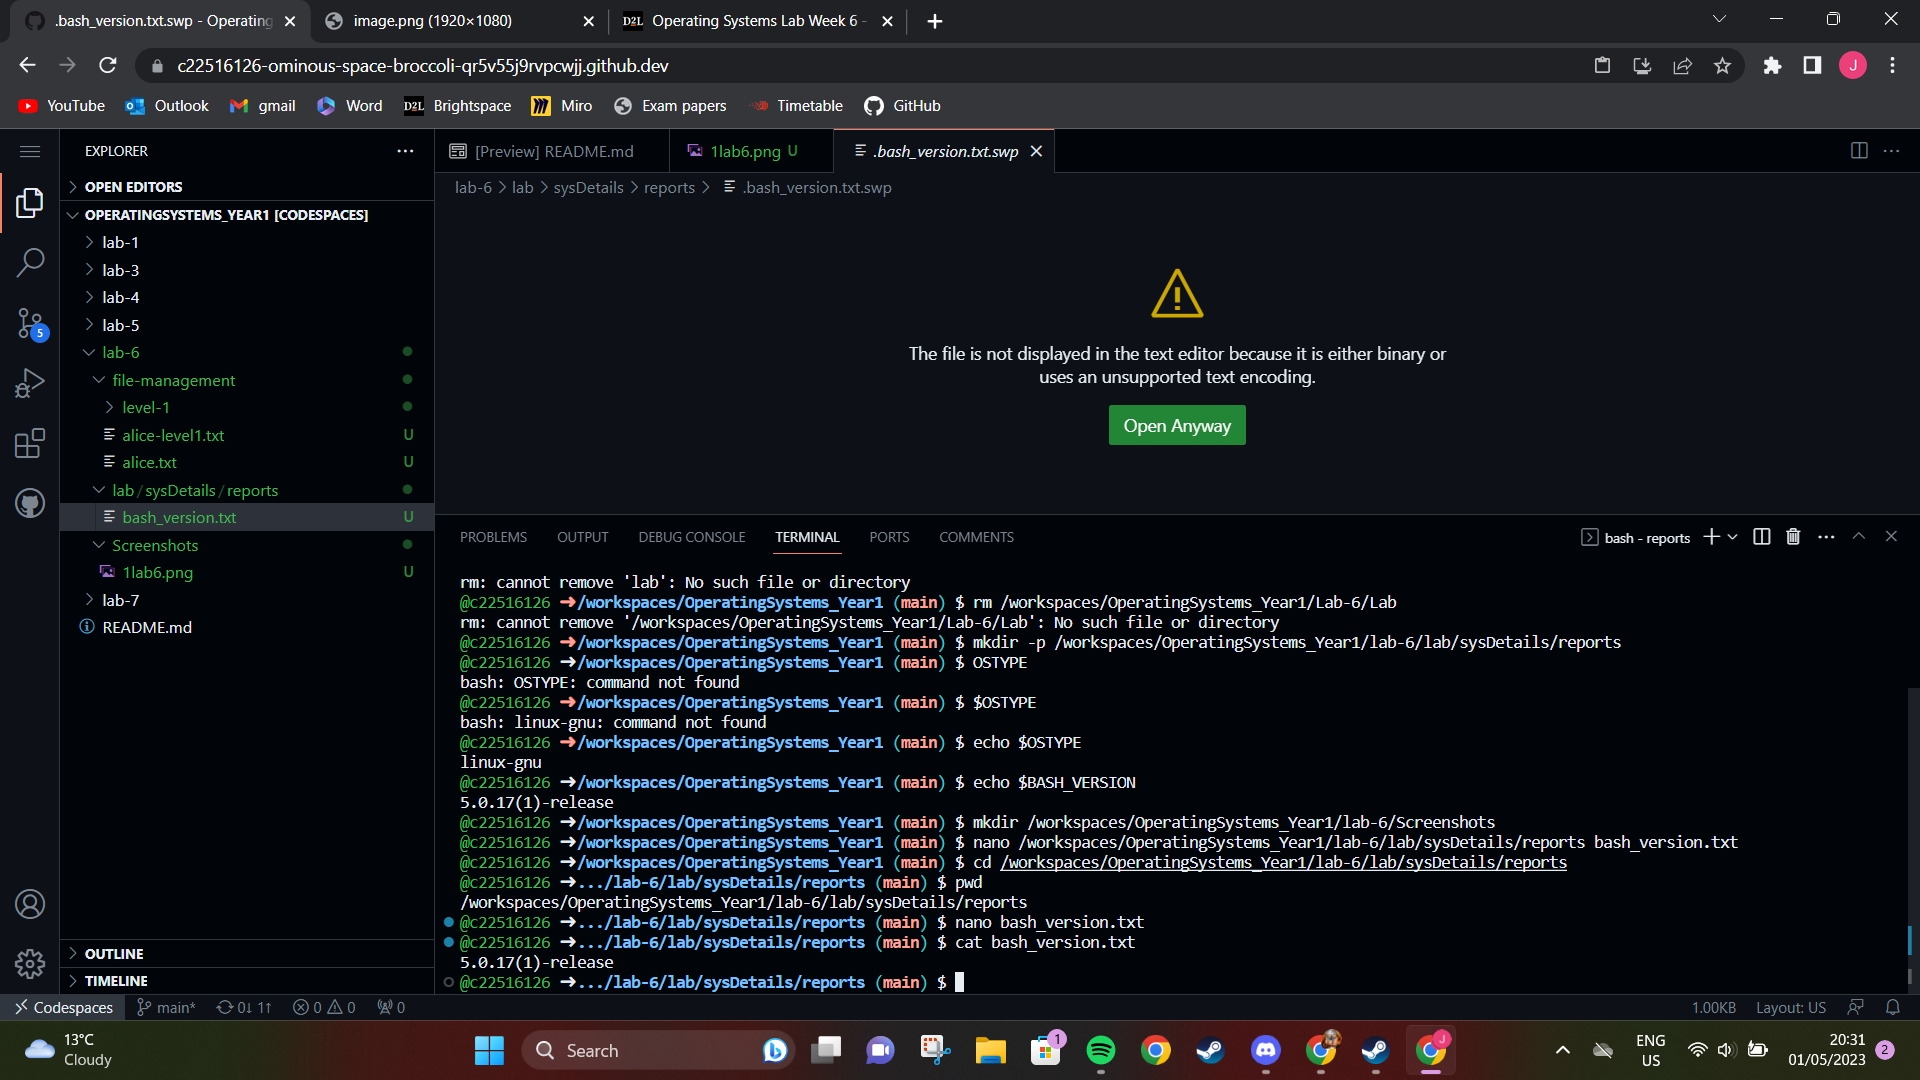 .bash_version.txt.swp - Operating
image.png (1920×1080)
D2L Operating Systems Lab Week 6 -
c22516126-ominous-space-broccoli-qr5v55j9rvpcwjj.github.dev
J
YouTube
Outlook
gmail
Word
D2L Brightspace
Miro
Exam papers
Timetable
GitHub
EXPLORER
OPEN EDITORS
OPERATINGSYSTEMS_YEAR1 [CODESPACES]
lab-1
lab-3
lab-4
lab-5
lab-6
file-management
level-1
alice-level1.txt U
alice.txt U
lab / sysDetails / reports
bash_version.txt U
Screenshots
1lab6.png U
lab-7
README.md
OUTLINE
TIMELINE
5
[Preview] README.md
1lab6.png U
.bash_version.txt.swp
lab-6 > lab > sysDetails > reports > .bash_version.txt.swp
The file is not displayed in the text editor because it is either binary or
uses an unsupported text encoding.
Open Anyway
PROBLEMS OUTPUT DEBUG CONSOLE TERMINAL PORTS COMMENTS
bash - reports
rm: cannot remove 'lab': No such file or directory
@c22516126 ➜/workspaces/OperatingSystems_Year1 (main) $ rm /workspaces/OperatingSystems_Year1/Lab-6/Lab
rm: cannot remove '/workspaces/OperatingSystems_Year1/Lab-6/Lab': No such file or directory
@c22516126 ➜/workspaces/OperatingSystems_Year1 (main) $ mkdir -p /workspaces/OperatingSystems_Year1/lab-6/lab/sysDetails/reports
@c22516126 ➜/workspaces/OperatingSystems_Year1 (main) $ OSTYPE
bash: OSTYPE: command not found
@c22516126 ➜/workspaces/OperatingSystems_Year1 (main) $ $OSTYPE
bash: linux-gnu: command not found
@c22516126 ➜/workspaces/OperatingSystems_Year1 (main) $ echo $OSTYPE
linux-gnu
@c22516126 ➜/workspaces/OperatingSystems_Year1 (main) $ echo $BASH_VERSION
5.0.17(1)-release
@c22516126 ➜/workspaces/OperatingSystems_Year1 (main) $ mkdir /workspaces/OperatingSystems_Year1/lab-6/Screenshots
@c22516126 ➜/workspaces/OperatingSystems_Year1 (main) $ nano /workspaces/OperatingSystems_Year1/lab-6/lab/sysDetails/reports bash_version.txt
@c22516126 ➜/workspaces/OperatingSystems_Year1 (main) $ cd /workspaces/OperatingSystems_Year1/lab-6/lab/sysDetails/reports
@c22516126 ➜.../lab-6/lab/sysDetails/reports (main) $ pwd
/workspaces/OperatingSystems_Year1/lab-6/lab/sysDetails/reports
@c22516126 ➜.../lab-6/lab/sysDetails/reports (main) $ nano bash_version.txt
@c22516126 ➜.../lab-6/lab/sysDetails/reports (main) $ cat bash_version.txt
5.0.17(1)-release
@c22516126 ➜.../lab-6/lab/sysDetails/reports (main) $
Codespaces main* 0↓ 1↑ 0 0 0
1.00KB Layout: US
13°C
Cloudy
Search
1
J
ENG
US
20:31
01/05/2023
2